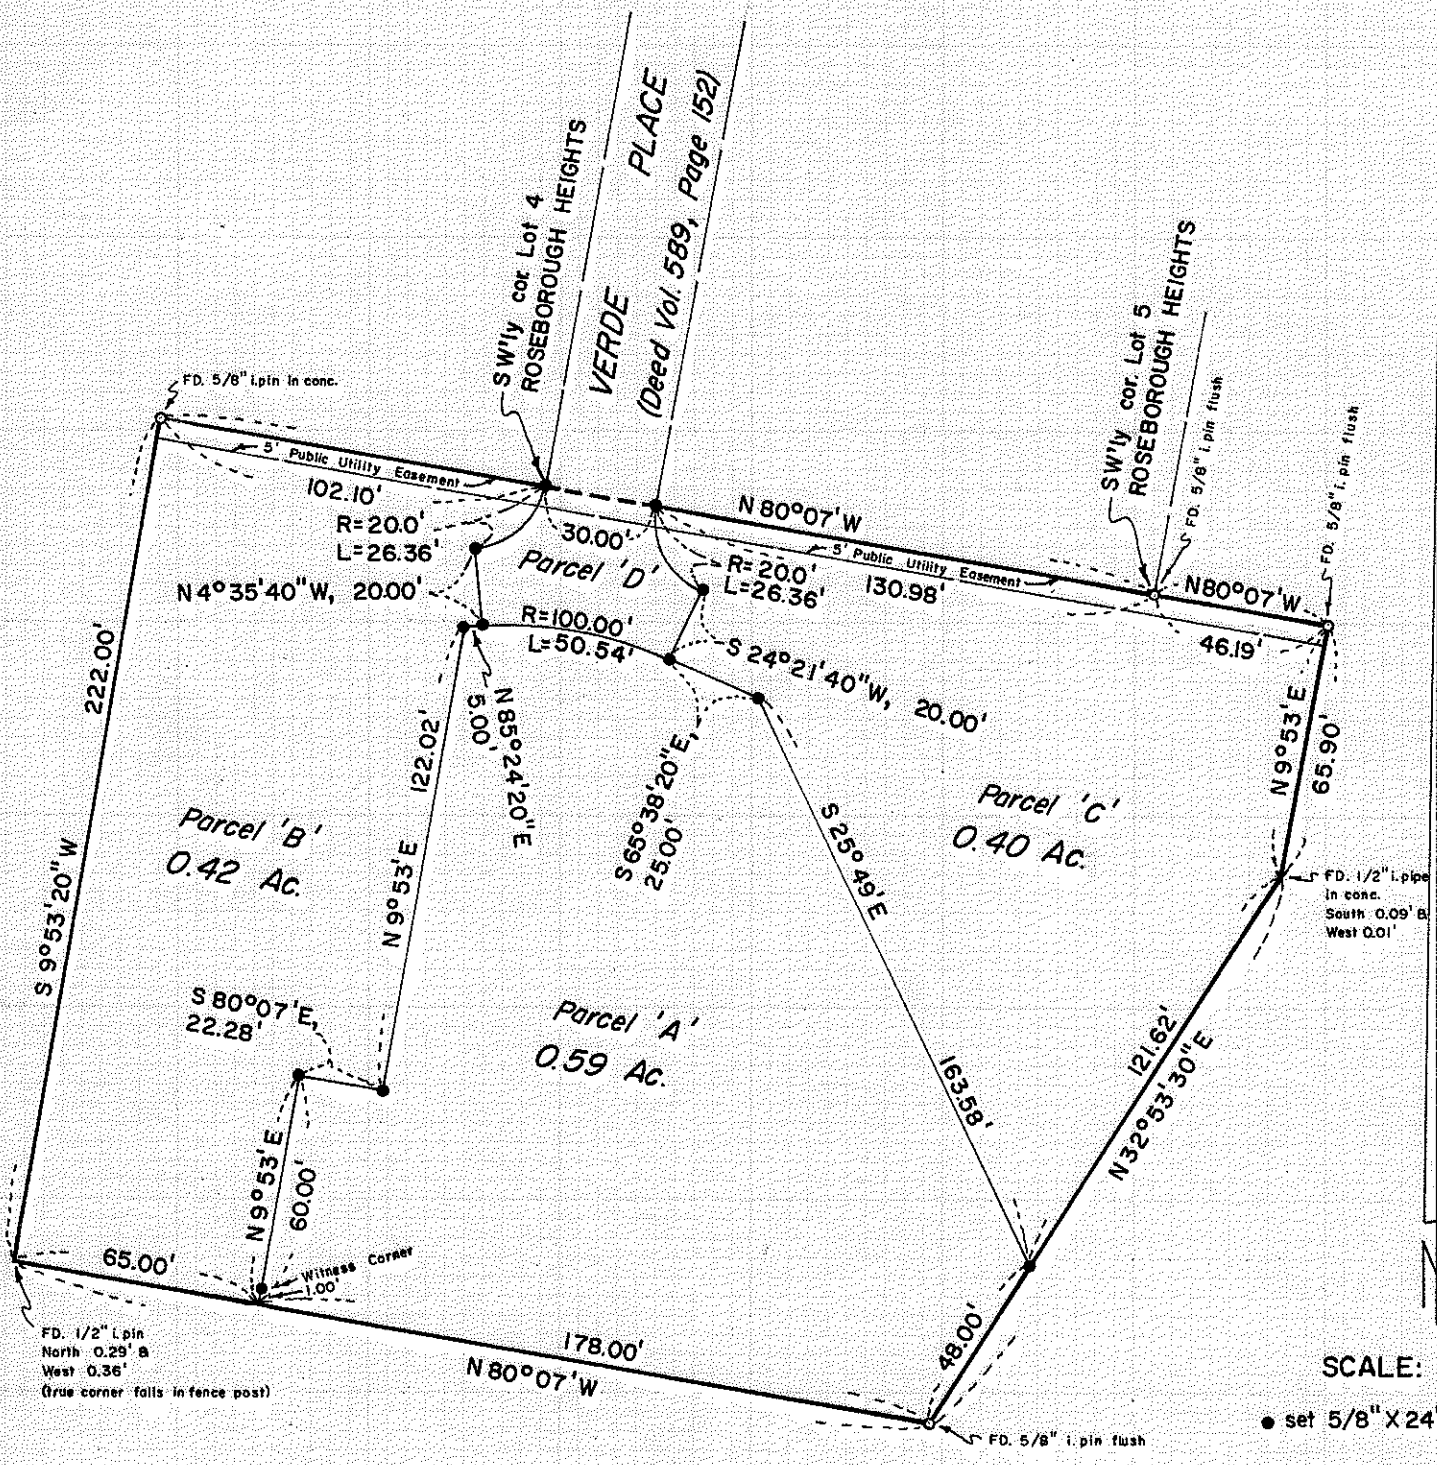 PLACE
VERDE
(Deed Vol. 589, Page 152)
SW'ly cor. Lot 4
ROSEBOROUGH HEIGHTS
SW'ly cor. Lot 5
ROSEBOROUGH HEIGHTS
FD. 5/8" i.pin flush
FD. 5/8" i.pin flush
FD. 5/8" i.pin in conc.
5' Public Utility Easement
102.10'
R=20.0'
L=26.36'
30.00'
N 80°07'W
5' Public Utility Easement
Parcel 'D'
R=20.0'
L=26.36'
130.98'
N80°07'W
46.19'
N 4°35'40"W, 20.00'
R=100.00'
L=50.54'
S 24°21'40"W, 20.00'
222.00'
N 85°24'20"E
5.00'
122.02'
N 9°53'E
S 65°38'20"E,
25.00'
N 9°53'E
65.90'
Parcel 'B'
0.42 Ac.
S 25°49'E
163.58'
Parcel 'C'
0.40 Ac.
FD. 1/2" i.pipe
in conc.
South 0.09' &
West 0.01'
S 9°53'20"W
S 80°07'E,
22.28'
Parcel 'A'
0.59 Ac.
121.62'
N 32°53'30"E
N 9°53'E
60.00'
65.00'
Witness Corner
1.00'
FD. 1/2" i.pin
North 0.29' &
West 0.36'
(true corner falls in fence post)
178.00'
N 80°07'W
48.00'
FD. 5/8" i.pin flush
SCALE:
set 5/8" X 24"